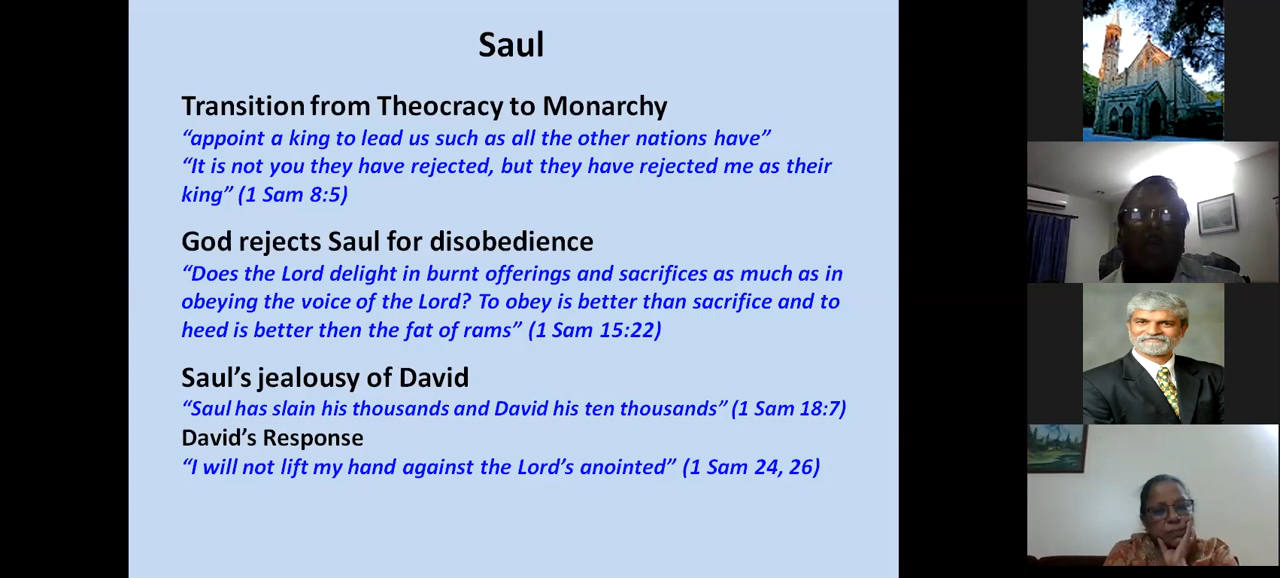 Saul
Transition from Theocracy to Monarchy
“appoint a king to lead us such as all the other nations have”
“It is not you they have rejected, but they have rejected me as their
king” (1 Sam 8:5)
God rejects Saul for disobedience
“Does the Lord delight in burnt offerings and sacrifices as much as in
obeying the voice of the Lord? To obey is better than sacrifice and to
heed is better then the fat of rams” (1 Sam 15:22)
Saul’s jealousy of David
“Saul has slain his thousands and David his ten thousands” (1 Sam 18:7)
David’s Response
“I will not lift my hand against the Lord’s anointed” (1 Sam 24, 26)